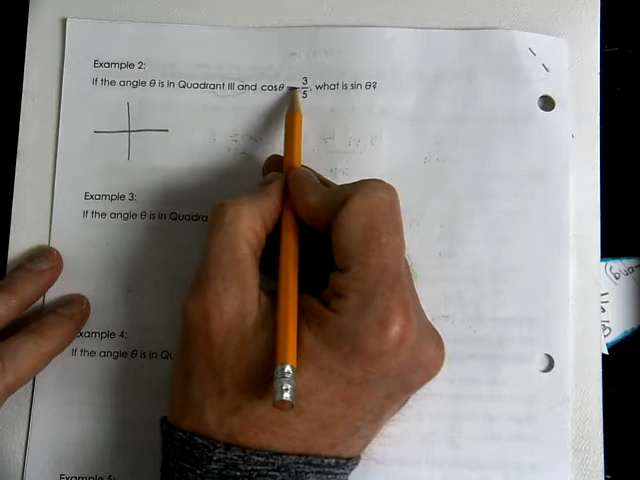 Example 2:
If the angle θ is in Quadrant III and cosθ = 3/5, what is sin θ?
Example 3:
If the angle θ is in Quadra
Example 4:
If the angle θ is in Qu